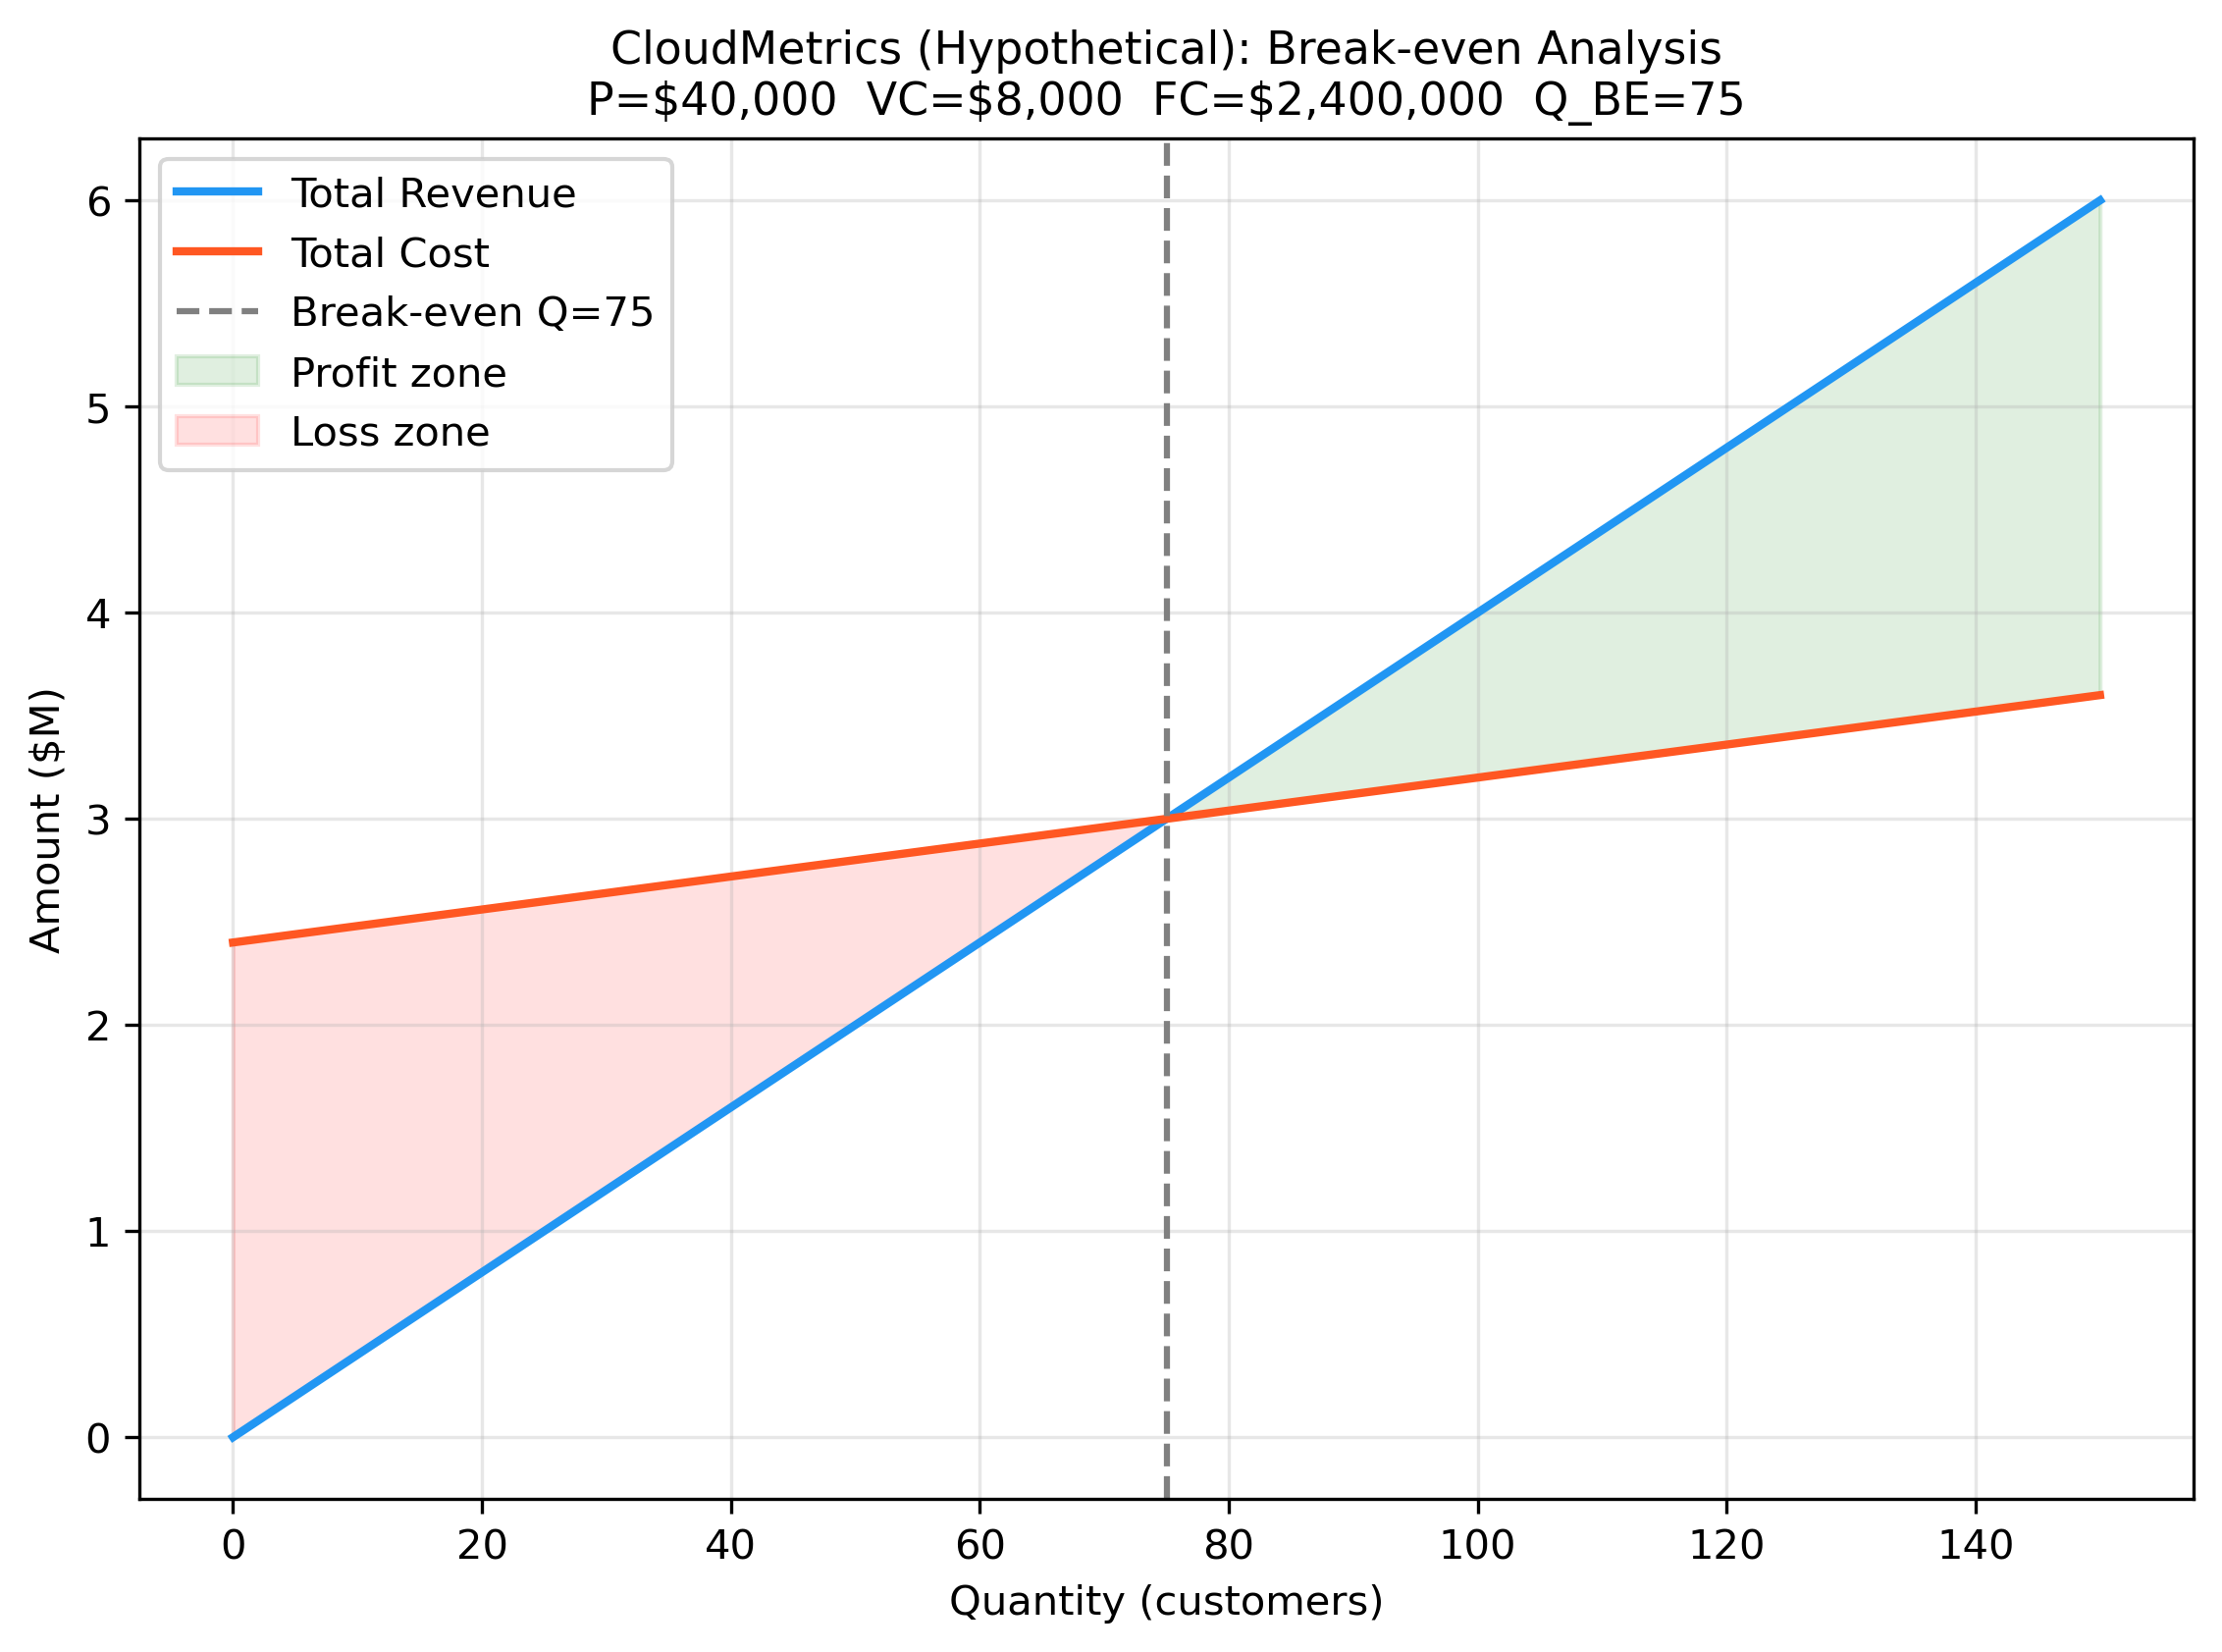 CloudMetrics (Hypothetical): Break-even Analysis
P=$40,000  VC=$8,000  FC=$2,400,000  Q_BE=75
Total Revenue
Total Cost
Break-even Q=75
Profit zone
Loss zone
Amount ($M)
6
5
4
3
2
1
0
0 20 40 60 80 100 120 140
Quantity (customers)